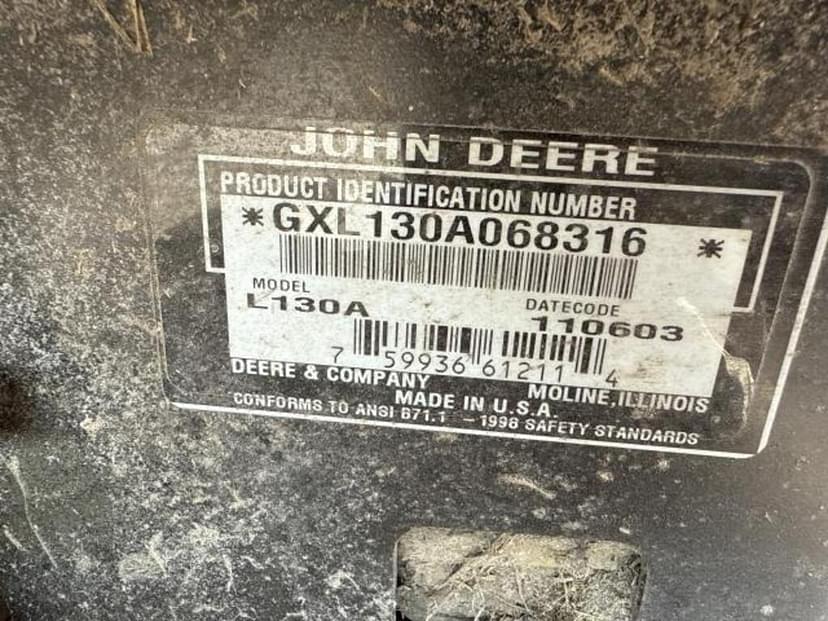 JOHN DEERE
PRODUCT IDENTIFICATION NUMBER
*GXL130A068316 *
MODEL
L130A
DATECODE
110603
7 59936 61211 4
DEERE & COMPANY MOLINE, ILLINOIS
MADE IN U.S.A.
CONFORMS TO ANSI B71.1 -1998 SAFETY STANDARDS